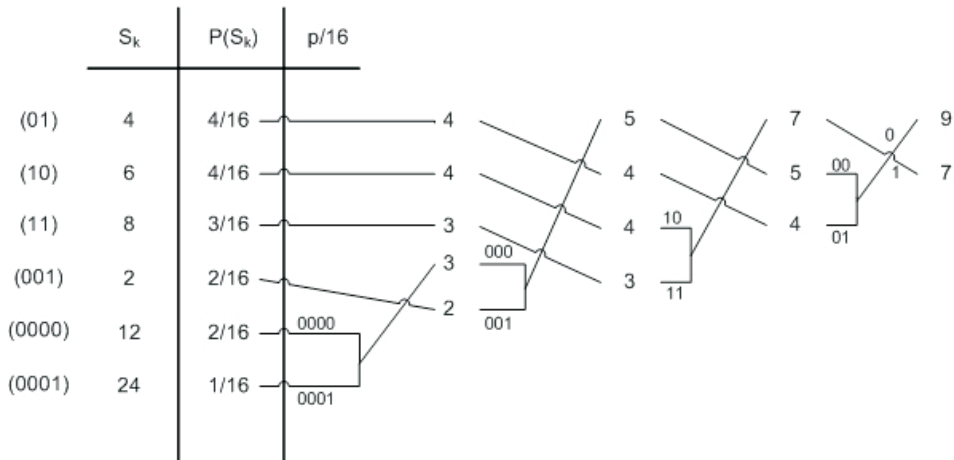 Sk P(Sk) p/16
(01) 4 4/16 4 5 7 0 9
(10) 6 4/16 4 4 5 00 1 7
(11) 8 3/16 3 4 10 4 01
(001) 2 2/16 3 000 3 11
2 001
(0000) 12 2/16 0000
(0001) 24 1/16 0001